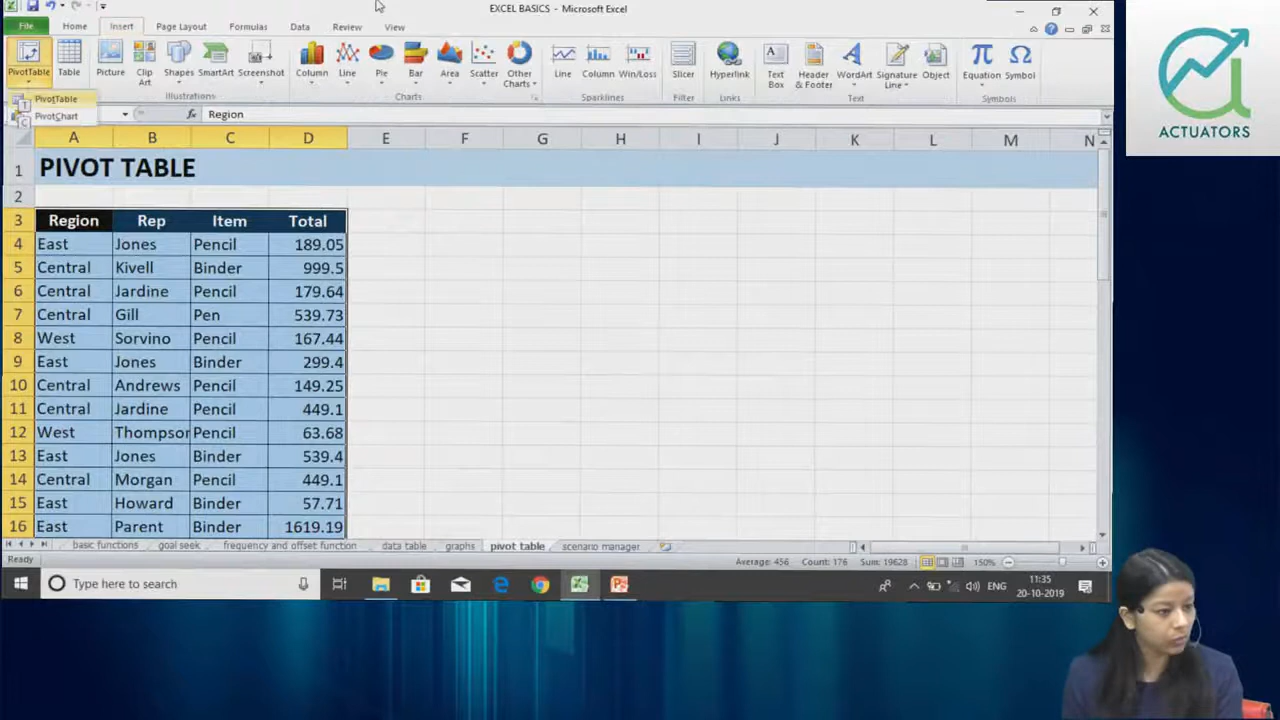 EXCEL BASICS - Microsoft Excel
File Home Insert Page Layout Formulas Data Review View
PivotTable Table Picture Clip Art Shapes SmartArt Screenshot Column Line Pie Bar Area Scatter Other Charts Line Column Win/Loss Slicer Hyperlink Text Box Header & Footer WordArt Signature Line Object Equation Symbol
Illustrations Charts Sparklines Filter Links Text Symbols
PivotTable
T
PivotChart
C
fx Region
A B C D E F G H I J K L M N
1 PIVOT TABLE
2
3 Region Rep Item Total
4 East Jones Pencil 189.05
5 Central Kivell Binder 999.5
6 Central Jardine Pencil 179.64
7 Central Gill Pen 539.73
8 West Sorvino Pencil 167.44
9 East Jones Binder 299.4
10 Central Andrews Pencil 149.25
11 Central Jardine Pencil 449.1
12 West Thompson Pencil 63.68
13 East Jones Binder 539.4
14 Central Morgan Pencil 449.1
15 East Howard Binder 57.71
16 East Parent Binder 1619.19
basic functions goal seek frequency and offset function data table graphs pivot table scenario manager
Ready Average: 456 Count: 176 Sum: 19628 150%
Type here to search ENG 11:35
20-10-2019
ACTUATORS